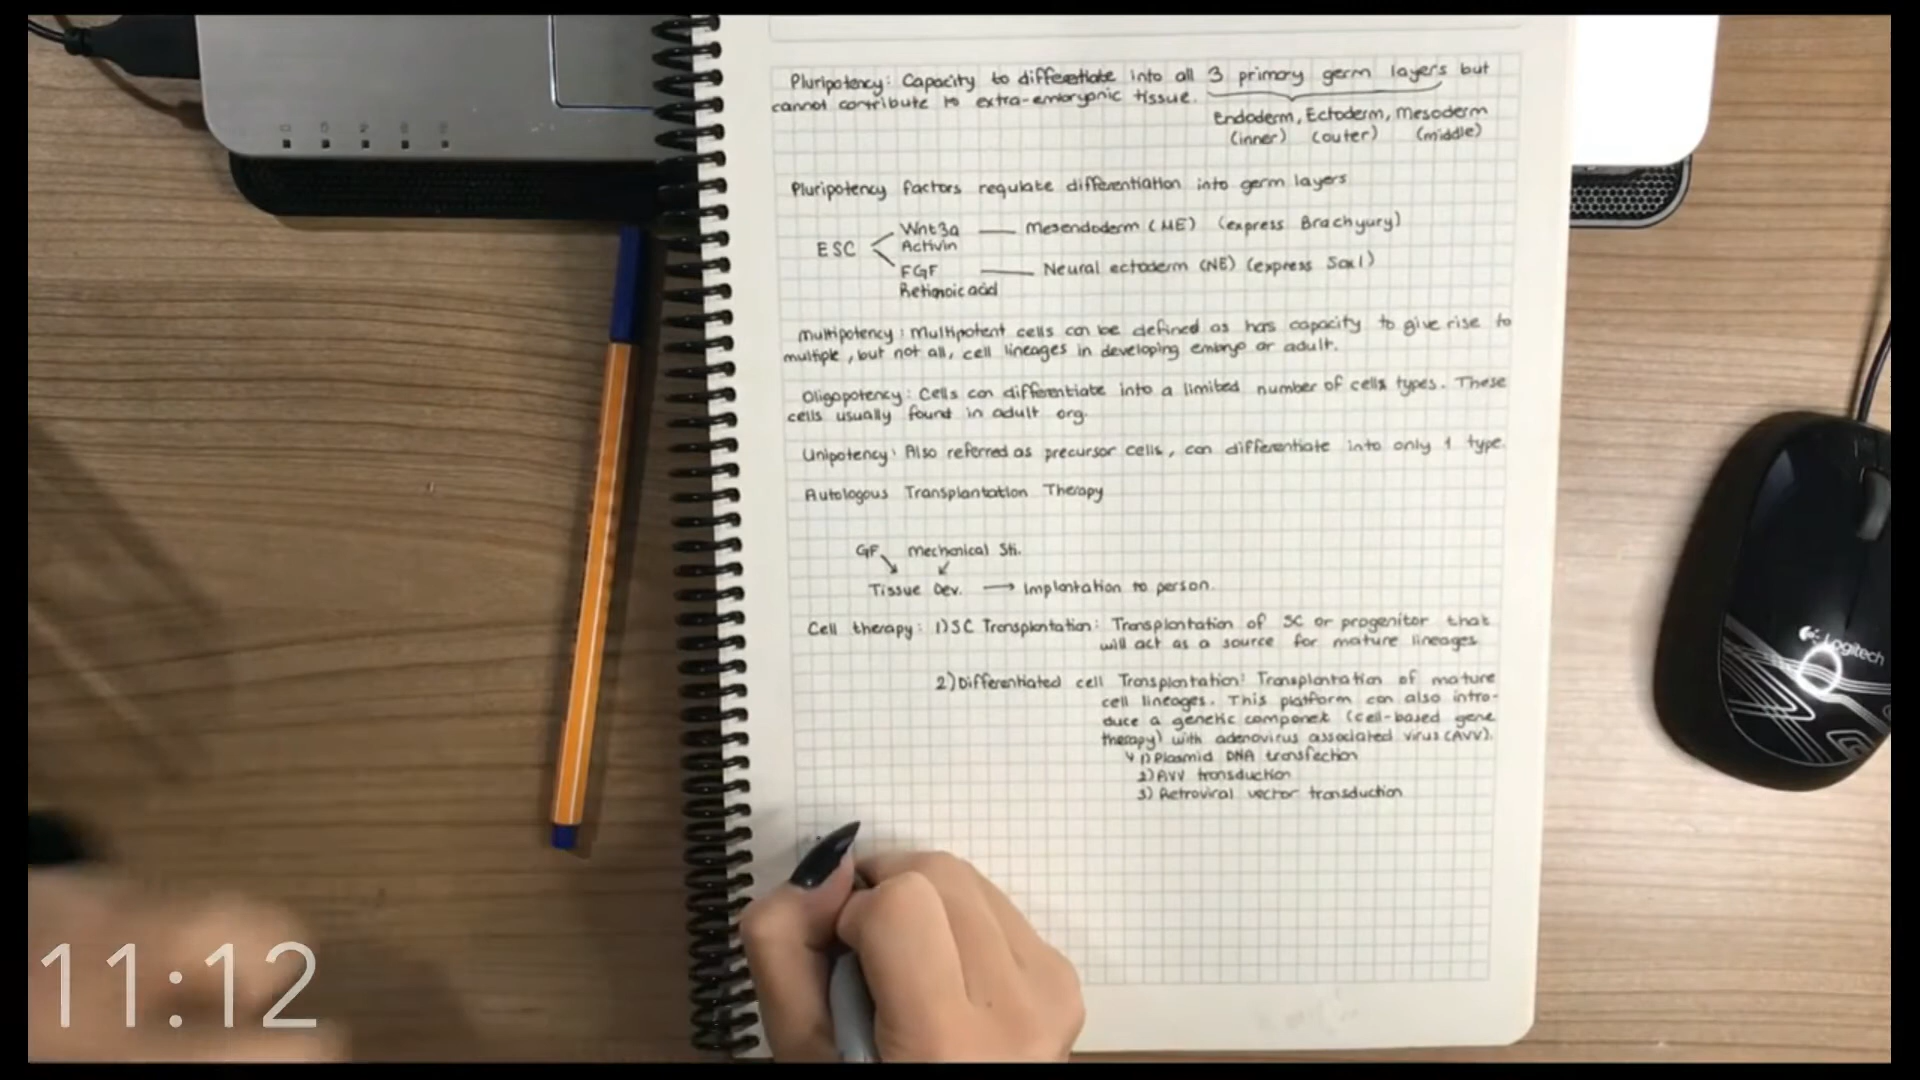 Pluripotency: Capacity to differentiate into all 3 primary germ layers but
cannot contribute to extra-embryonic tissue.
Endoderm, Ectoderm, Mesoderm
(inner) (outer) (middle)
Pluripotency factors regulate differentiation into germ layers
Wnt3a — Mesendoderm (ME) (express Brachyury)
ESC
Activin
FGF — Neural ectoderm (NE) (express Sox1)
Retinoic acid
Multipotency: Multipotent cells can be defined as has capacity to give rise to
multiple, but not all, cell lineages in developing embryo or adult.
Oligopotency: Cells can differentiate into a limited number of cells types. These
cells usually found in adult org.
Unipotency: Also referred as precursor cells, can differentiate into only 1 type.
Autologous Transplantation Therapy
GF mechanical Sti.
Tissue Dev. → Implantation to person.
Cell therapy: 1) SC Transplantation: Transplantation of SC or progenitor that
will act as a source for mature lineages
2) Differentiated cell Transplantation: Transplantation of mature
cell lineages. This platform can also intro-
duce a genetic componet (cell-based gene
therapy) with adenovirus associated virus (AVV).
1) Plasmid DNA transfection
2) AVV transduction
3) Retroviral vector transduction
Logitech
11:12